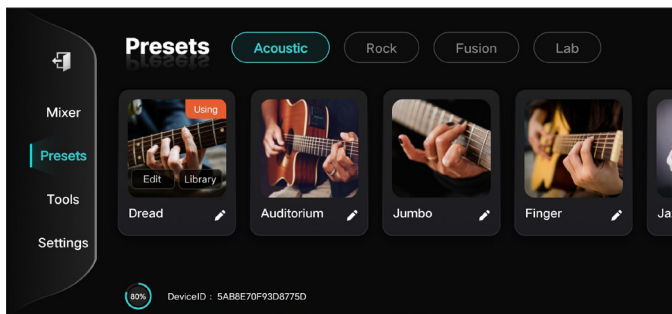 Presets
Acoustic
Rock
Fusion
Lab
Mixer
Presets
Tools
Settings
Using
Edit
Library
Dread
Auditorium
Jumbo
Finger
Ja
80%
DeviceID : 5AB8E70F93D8775D